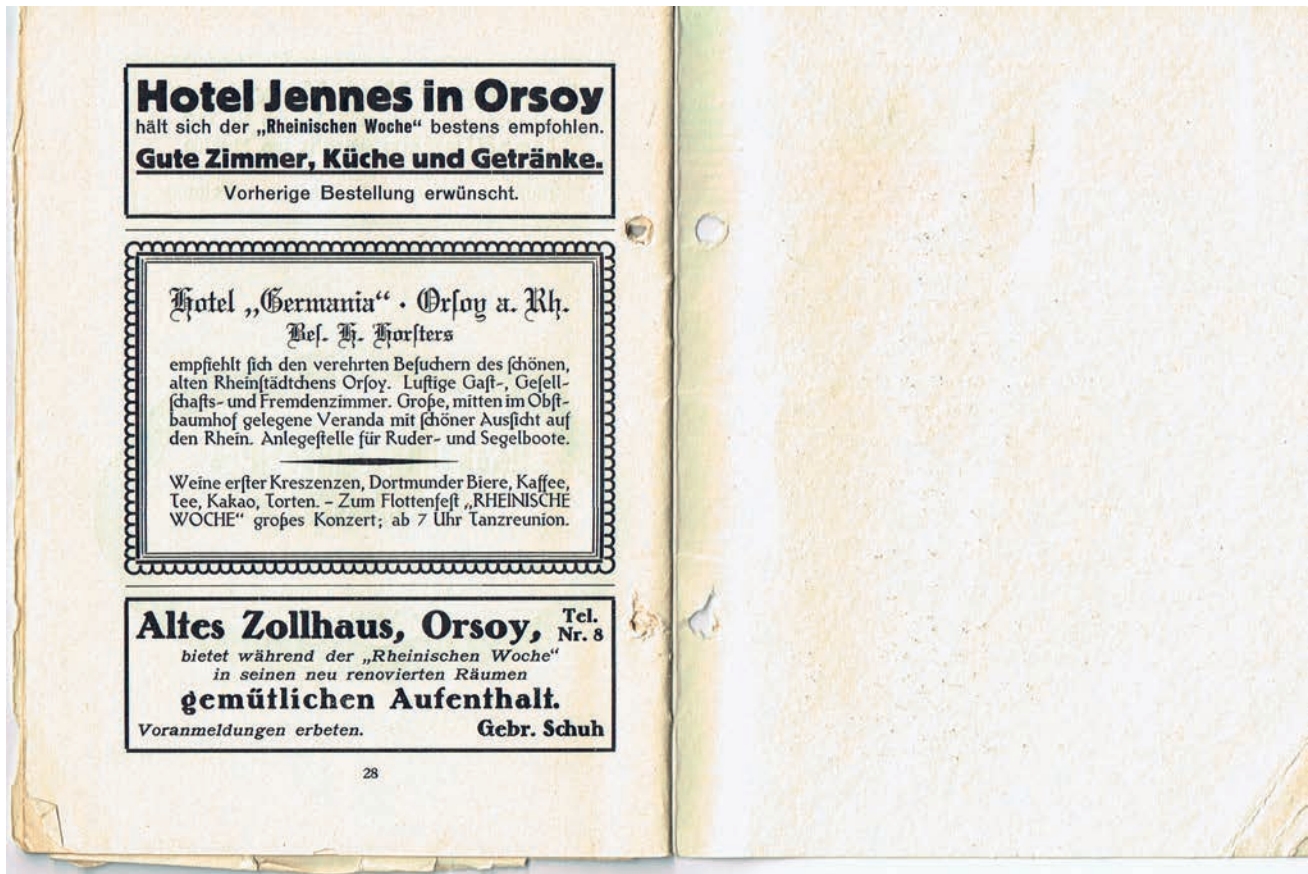 Hotel Jennes in Orsoy
hält sich der „Rheinischen Woche“ bestens empfohlen.
Gute Zimmer, Küche und Getränke.
Vorherige Bestellung erwünscht.
Hotel „Germania“ · Orſoy a. Rh.
Beſ. H. Horſters
empfiehlt ſich den verehrten Beſuchern des ſchönen,
alten Rheinſtädtchens Orſoy. Luftige Gaſt-, Geſell-
ſchafts- und Fremdenzimmer. Große, mitten im Obſt-
baumhof gelegene Veranda mit ſchöner Ausſicht auf
den Rhein. Anlegeſtelle für Ruder- und Segelboote.
Weine erſter Kreszenzen, Dortmunder Biere, Kaffee,
Tee, Kakao, Torten. – Zum Flottenfeſt „RHEINISCHE
WOCHE“ großes Konzert; ab 7 Uhr Tanzreunion.
Altes Zollhaus, Orsoy, Tel. Nr. 8
bietet während der „Rheinischen Woche“
in seinen neu renovierten Räumen
gemütlichen Aufenthalt.
Voranmeldungen erbeten. Gebr. Schuh
28